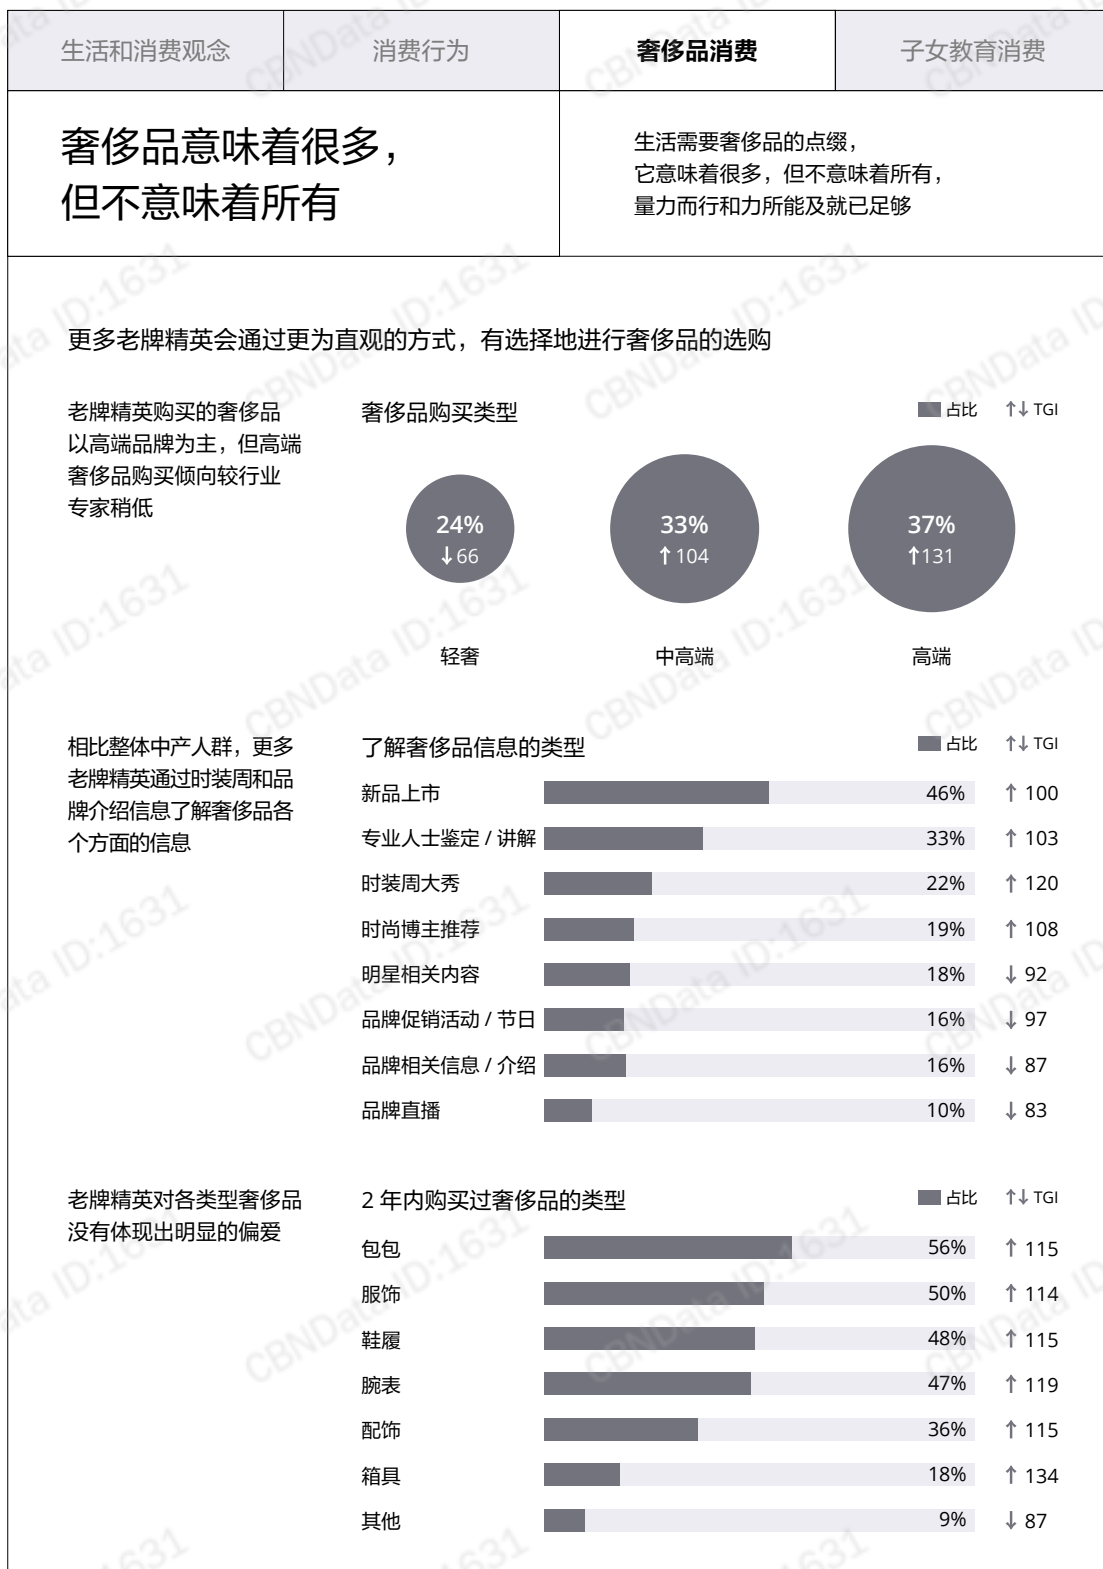 生活和消费观念
消费行为
奢侈品消费
子女教育消费
奢侈品意味着很多，
但不意味着所有
生活需要奢侈品的点缀，
它意味着很多，但不意味着所有，
量力而行和力所能及就已足够
更多老牌精英会通过更为直观的方式，有选择地进行奢侈品的选购
老牌精英购买的奢侈品
以高端品牌为主，但高端
奢侈品购买倾向较行业
专家稍低
奢侈品购买类型
占比 ↑↓ TGI
24%
↓66
轻奢
33%
↑104
中高端
37%
↑131
高端
相比整体中产人群，更多
老牌精英通过时装周和品
牌介绍信息了解奢侈品各
个方面的信息
了解奢侈品信息的类型
占比 ↑↓ TGI
新品上市 46% ↑ 100
专业人士鉴定 / 讲解 33% ↑ 103
时装周大秀 22% ↑ 120
时尚博主推荐 19% ↑ 108
明星相关内容 18% ↓ 92
品牌促销活动 / 节日 16% ↓ 97
品牌相关信息 / 介绍 16% ↓ 87
品牌直播 10% ↓ 83
老牌精英对各类型奢侈品
没有体现出明显的偏爱
2 年内购买过奢侈品的类型
占比 ↑↓ TGI
包包 56% ↑ 115
服饰 50% ↑ 114
鞋履 48% ↑ 115
腕表 47% ↑ 119
配饰 36% ↑ 115
箱具 18% ↑ 134
其他 9% ↓ 87
CBNData ID:1631